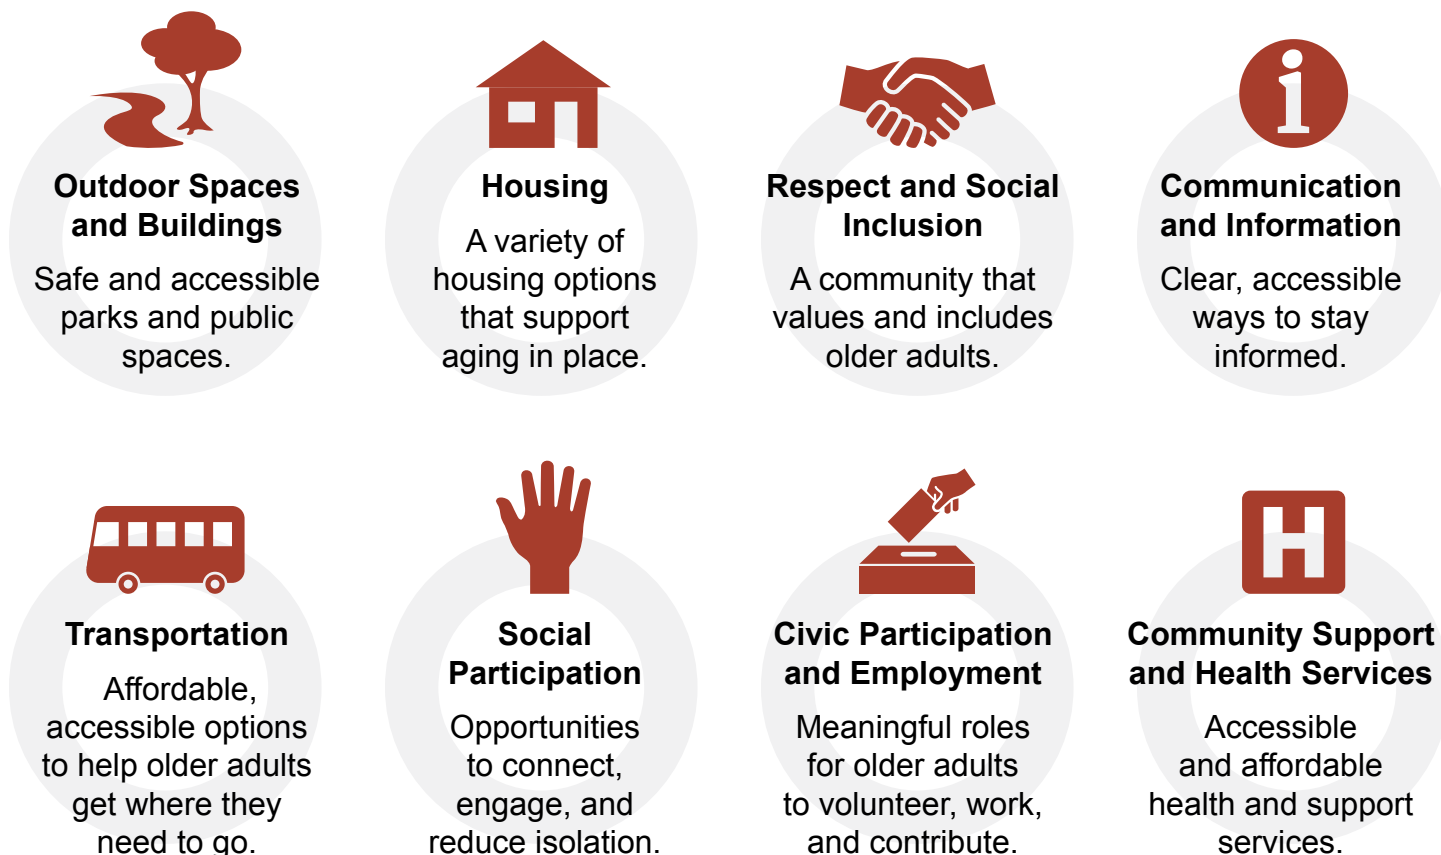 Outdoor Spaces
and Buildings
Safe and accessible
parks and public
spaces.
Housing
A variety of
housing options
that support
aging in place.
Respect and Social
Inclusion
A community that
values and includes
older adults.
Communication
and Information
Clear, accessible
ways to stay
informed.
Transportation
Affordable,
accessible options
to help older adults
get where they
need to go.
Social
Participation
Opportunities
to connect,
engage, and
reduce isolation.
Civic Participation
and Employment
Meaningful roles
for older adults
to volunteer, work,
and contribute.
H
Community Support
and Health Services
Accessible
and affordable
health and support
services.